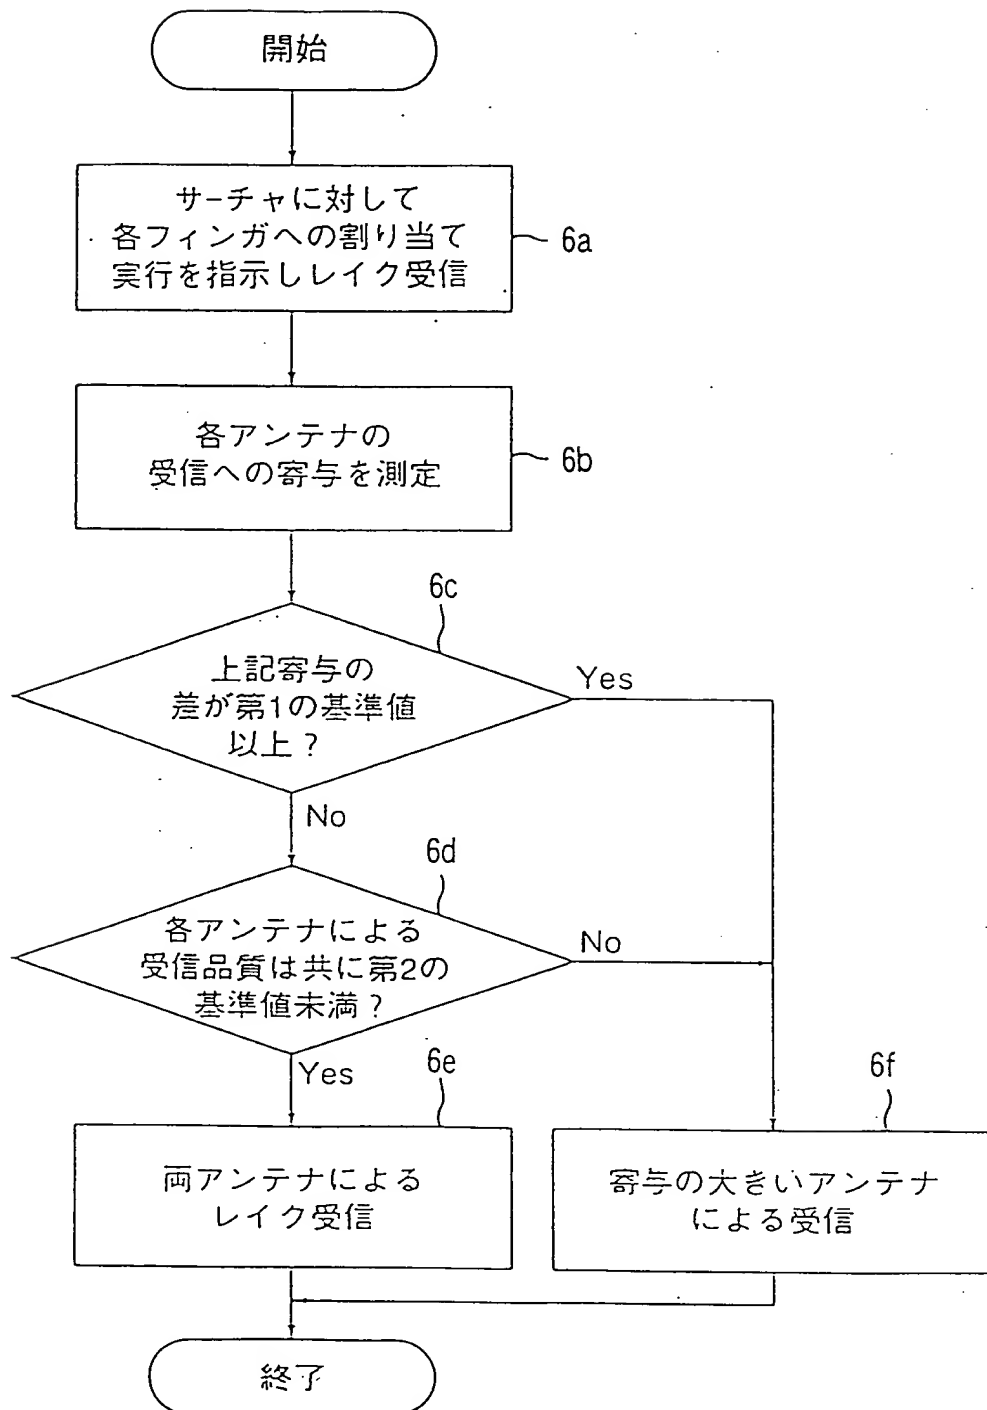 開始
サーチャに対して
各フィンガへの割り当て
実行を指示しレイク受信
6a
各アンテナの
受信への寄与を測定
6b
6c
上記寄与の
差が第1の基準値
以上?
Yes
No
6d
各アンテナによる
受信品質は共に第2の
基準値未満?
No
Yes
6e
両アンテナによる
レイク受信
6f
寄与の大きいアンテナ
による受信
終了